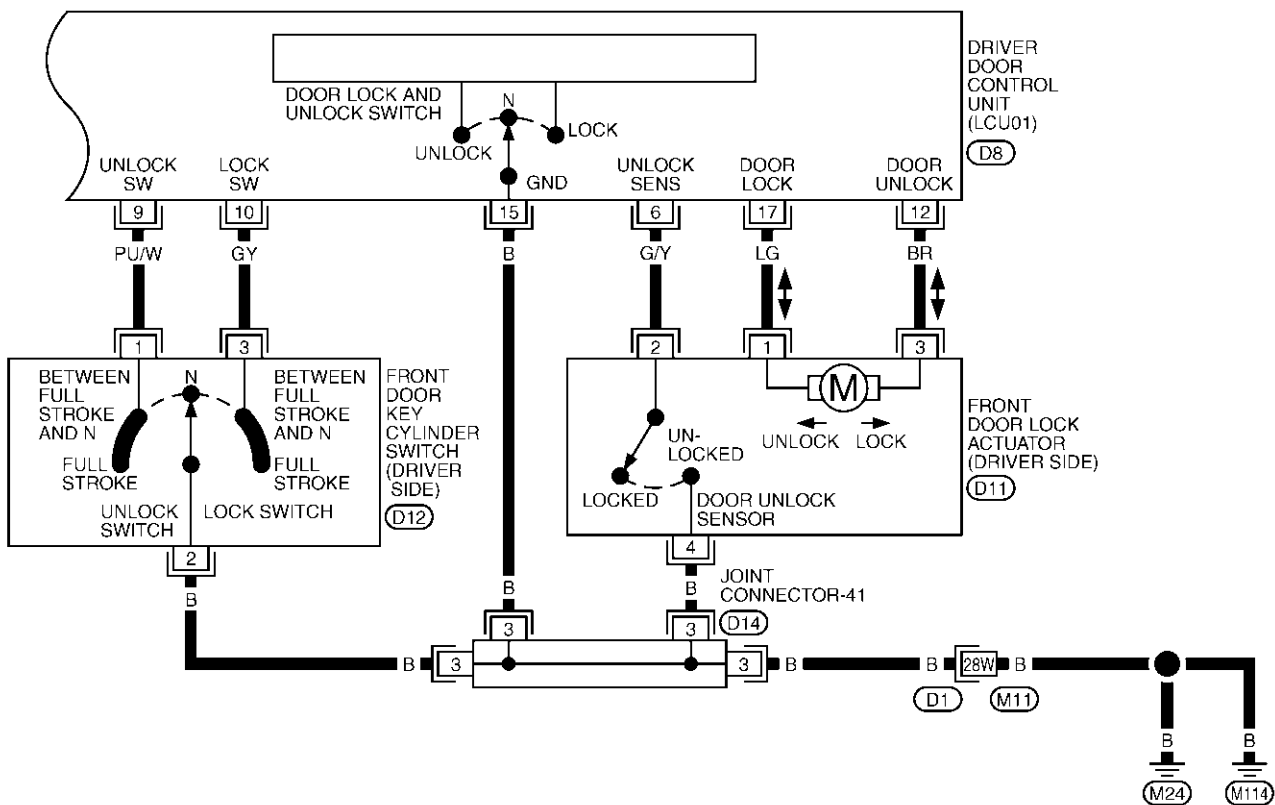 DRIVER
DOOR
CONTROL
UNIT
(LCU01)
D8
DOOR LOCK AND
UNLOCK SWITCH
N
UNLOCK
LOCK
GND
UNLOCK
SW
LOCK
SW
UNLOCK
SENS
DOOR
LOCK
DOOR
UNLOCK
9
10
15
6
17
12
PU/W
GY
B
G/Y
LG
BR
1
3
2
1
3
BETWEEN
FULL
STROKE
AND N
N
BETWEEN
FULL
STROKE
AND N
FULL
STROKE
FULL
STROKE
UNLOCK
SWITCH
LOCK SWITCH
FRONT
DOOR
KEY
CYLINDER
SWITCH
(DRIVER
SIDE)
D12
M
UNLOCK
LOCK
UN-
LOCKED
LOCKED
DOOR UNLOCK
SENSOR
FRONT
DOOR LOCK
ACTUATOR
(DRIVER SIDE)
D11
2
4
B
B
B
JOINT
CONNECTOR-41
D14
3
3
B
3
3
B
B
28W
B
D1
M11
B
B
M24
M114